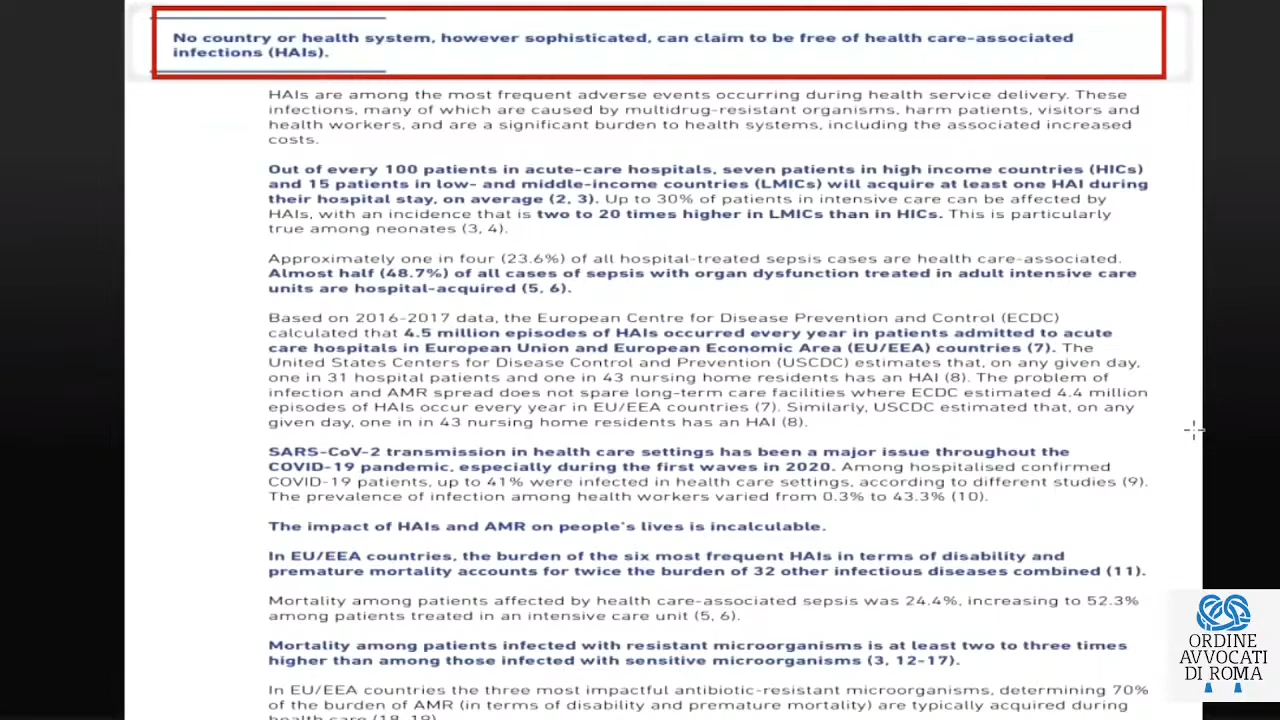 No country or health system, however sophisticated, can claim to be free of health care-associated
infections (HAIs).
HAIs are among the most frequent adverse events occurring during health service delivery. These
infections, many of which are caused by multidrug-resistant organisms, harm patients, visitors and
health workers, and are a significant burden to health systems, including the associated increased
costs.
Out of every 100 patients in acute-care hospitals, seven patients in high income countries (HICs)
and 15 patients in low- and middle-income countries (LMICs) will acquire at least one HAI during
their hospital stay, on average (2, 3). Up to 30% of patients in intensive care can be affected by
HAIs, with an incidence that is two to 20 times higher in LMICs than in HICs. This is particularly
true among neonates (3, 4).
Approximately one in four (23.6%) of all hospital-treated sepsis cases are health care-associated.
Almost half (48.7%) of all cases of sepsis with organ dysfunction treated in adult intensive care
units are hospital-acquired (5, 6).
Based on 2016-2017 data, the European Centre for Disease Prevention and Control (ECDC)
calculated that 4.5 million episodes of HAIs occurred every year in patients admitted to acute
care hospitals in European Union and European Economic Area (EU/EEA) countries (7). The
United States Centers for Disease Control and Prevention (USCDC) estimates that, on any given day,
one in 31 hospital patients and one in 43 nursing home residents has an HAI (8). The problem of
infection and AMR spread does not spare long-term care facilities where ECDC estimated 4.4 million
episodes of HAIs occur every year in EU/EEA countries (7). Similarly, USCDC estimated that, on any
given day, one in in 43 nursing home residents has an HAI (8).
SARS-CoV-2 transmission in health care settings has been a major issue throughout the
COVID-19 pandemic, especially during the first waves in 2020. Among hospitalised confirmed
COVID-19 patients, up to 41% were infected in health care settings, according to different studies (9).
The prevalence of infection among health workers varied from 0.3% to 43.3% (10).
The impact of HAIs and AMR on people's lives is incalculable.
In EU/EEA countries, the burden of the six most frequent HAIs in terms of disability and
premature mortality accounts for twice the burden of 32 other infectious diseases combined (11).
Mortality among patients affected by health care-associated sepsis was 24.4%, increasing to 52.3%
among patients treated in an intensive care unit (5, 6).
Mortality among patients infected with resistant microorganisms is at least two to three times
higher than among those infected with sensitive microorganisms (3, 12-17).
In EU/EEA countries the three most impactful antibiotic-resistant microorganisms, determining 70%
of the burden of AMR (in terms of disability and premature mortality) are typically acquired during
health care (18, 19).
ORDINE
AVVOCATI
DI ROMA